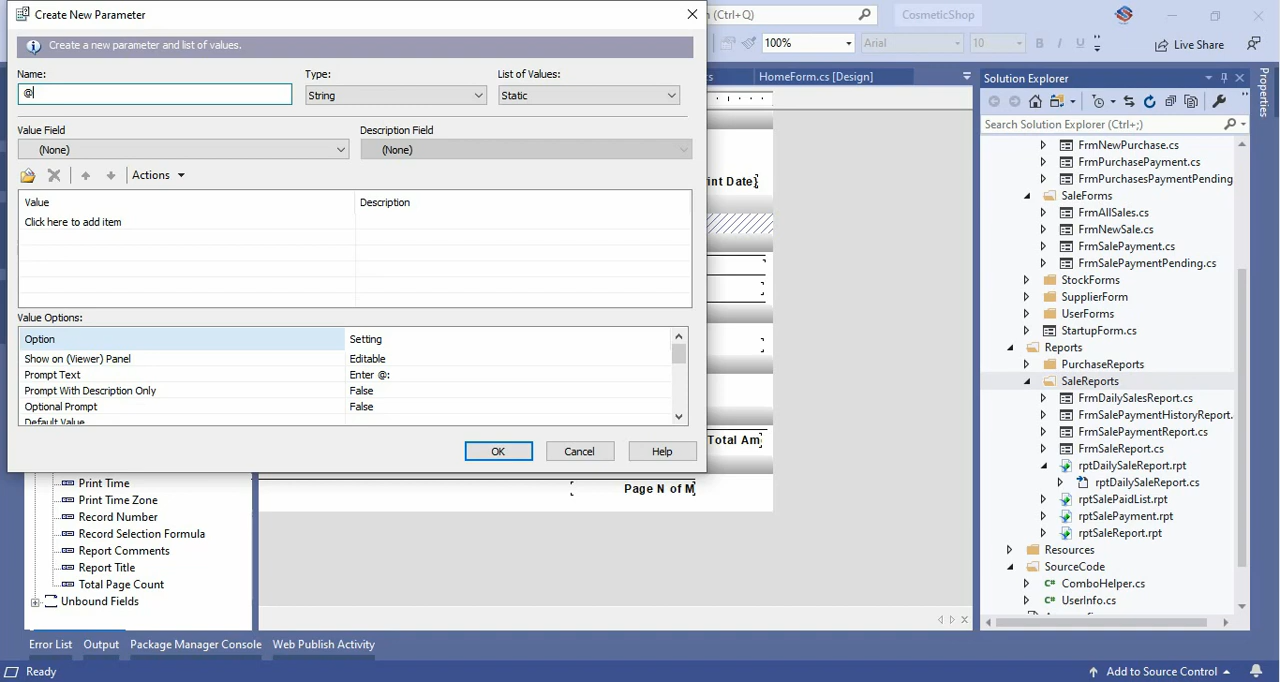 Create New Parameter
(Ctrl+Q)
CosmeticShop
Create a new parameter and list of values.
100%
Arial
10
B I U
Live Share
Name:
Type:
List of Values:
HomeForm.cs [Design]
Solution Explorer
Properties
@
String
Static
Search Solution Explorer (Ctrl+;)
Value Field
Description Field
(None)
(None)
FrmNewPurchase.cs
FrmPurchasePayment.cs
FrmPurchasesPaymentPending
Actions
int Date}
SaleForms
Value
Description
FrmAllSales.cs
Click here to add item
FrmNewSale.cs
FrmSalePayment.cs
FrmSalePaymentPending.cs
StockForms
SupplierForm
UserForms
Value Options:
StartupForm.cs
Option
Setting
Reports
Show on (Viewer) Panel
Editable
PurchaseReports
Prompt Text
Enter @:
SaleReports
Prompt With Description Only
False
FrmDailySalesReport.cs
Optional Prompt
False
FrmSalePaymentHistoryReport.
Default Value
FrmSalePaymentReport.cs
Total Am
OK
Cancel
Help
FrmSaleReport.cs
rptDailySaleReport.rpt
Print Time
rptDailySaleReport.cs
Page N of M
Print Time Zone
rptSalePaidList.rpt
Record Number
rptSalePayment.rpt
Record Selection Formula
rptSaleReport.rpt
Report Comments
Resources
Report Title
SourceCode
Total Page Count
ComboHelper.cs
Unbound Fields
UserInfo.cs
Error List
Output
Package Manager Console
Web Publish Activity
Ready
Add to Source Control